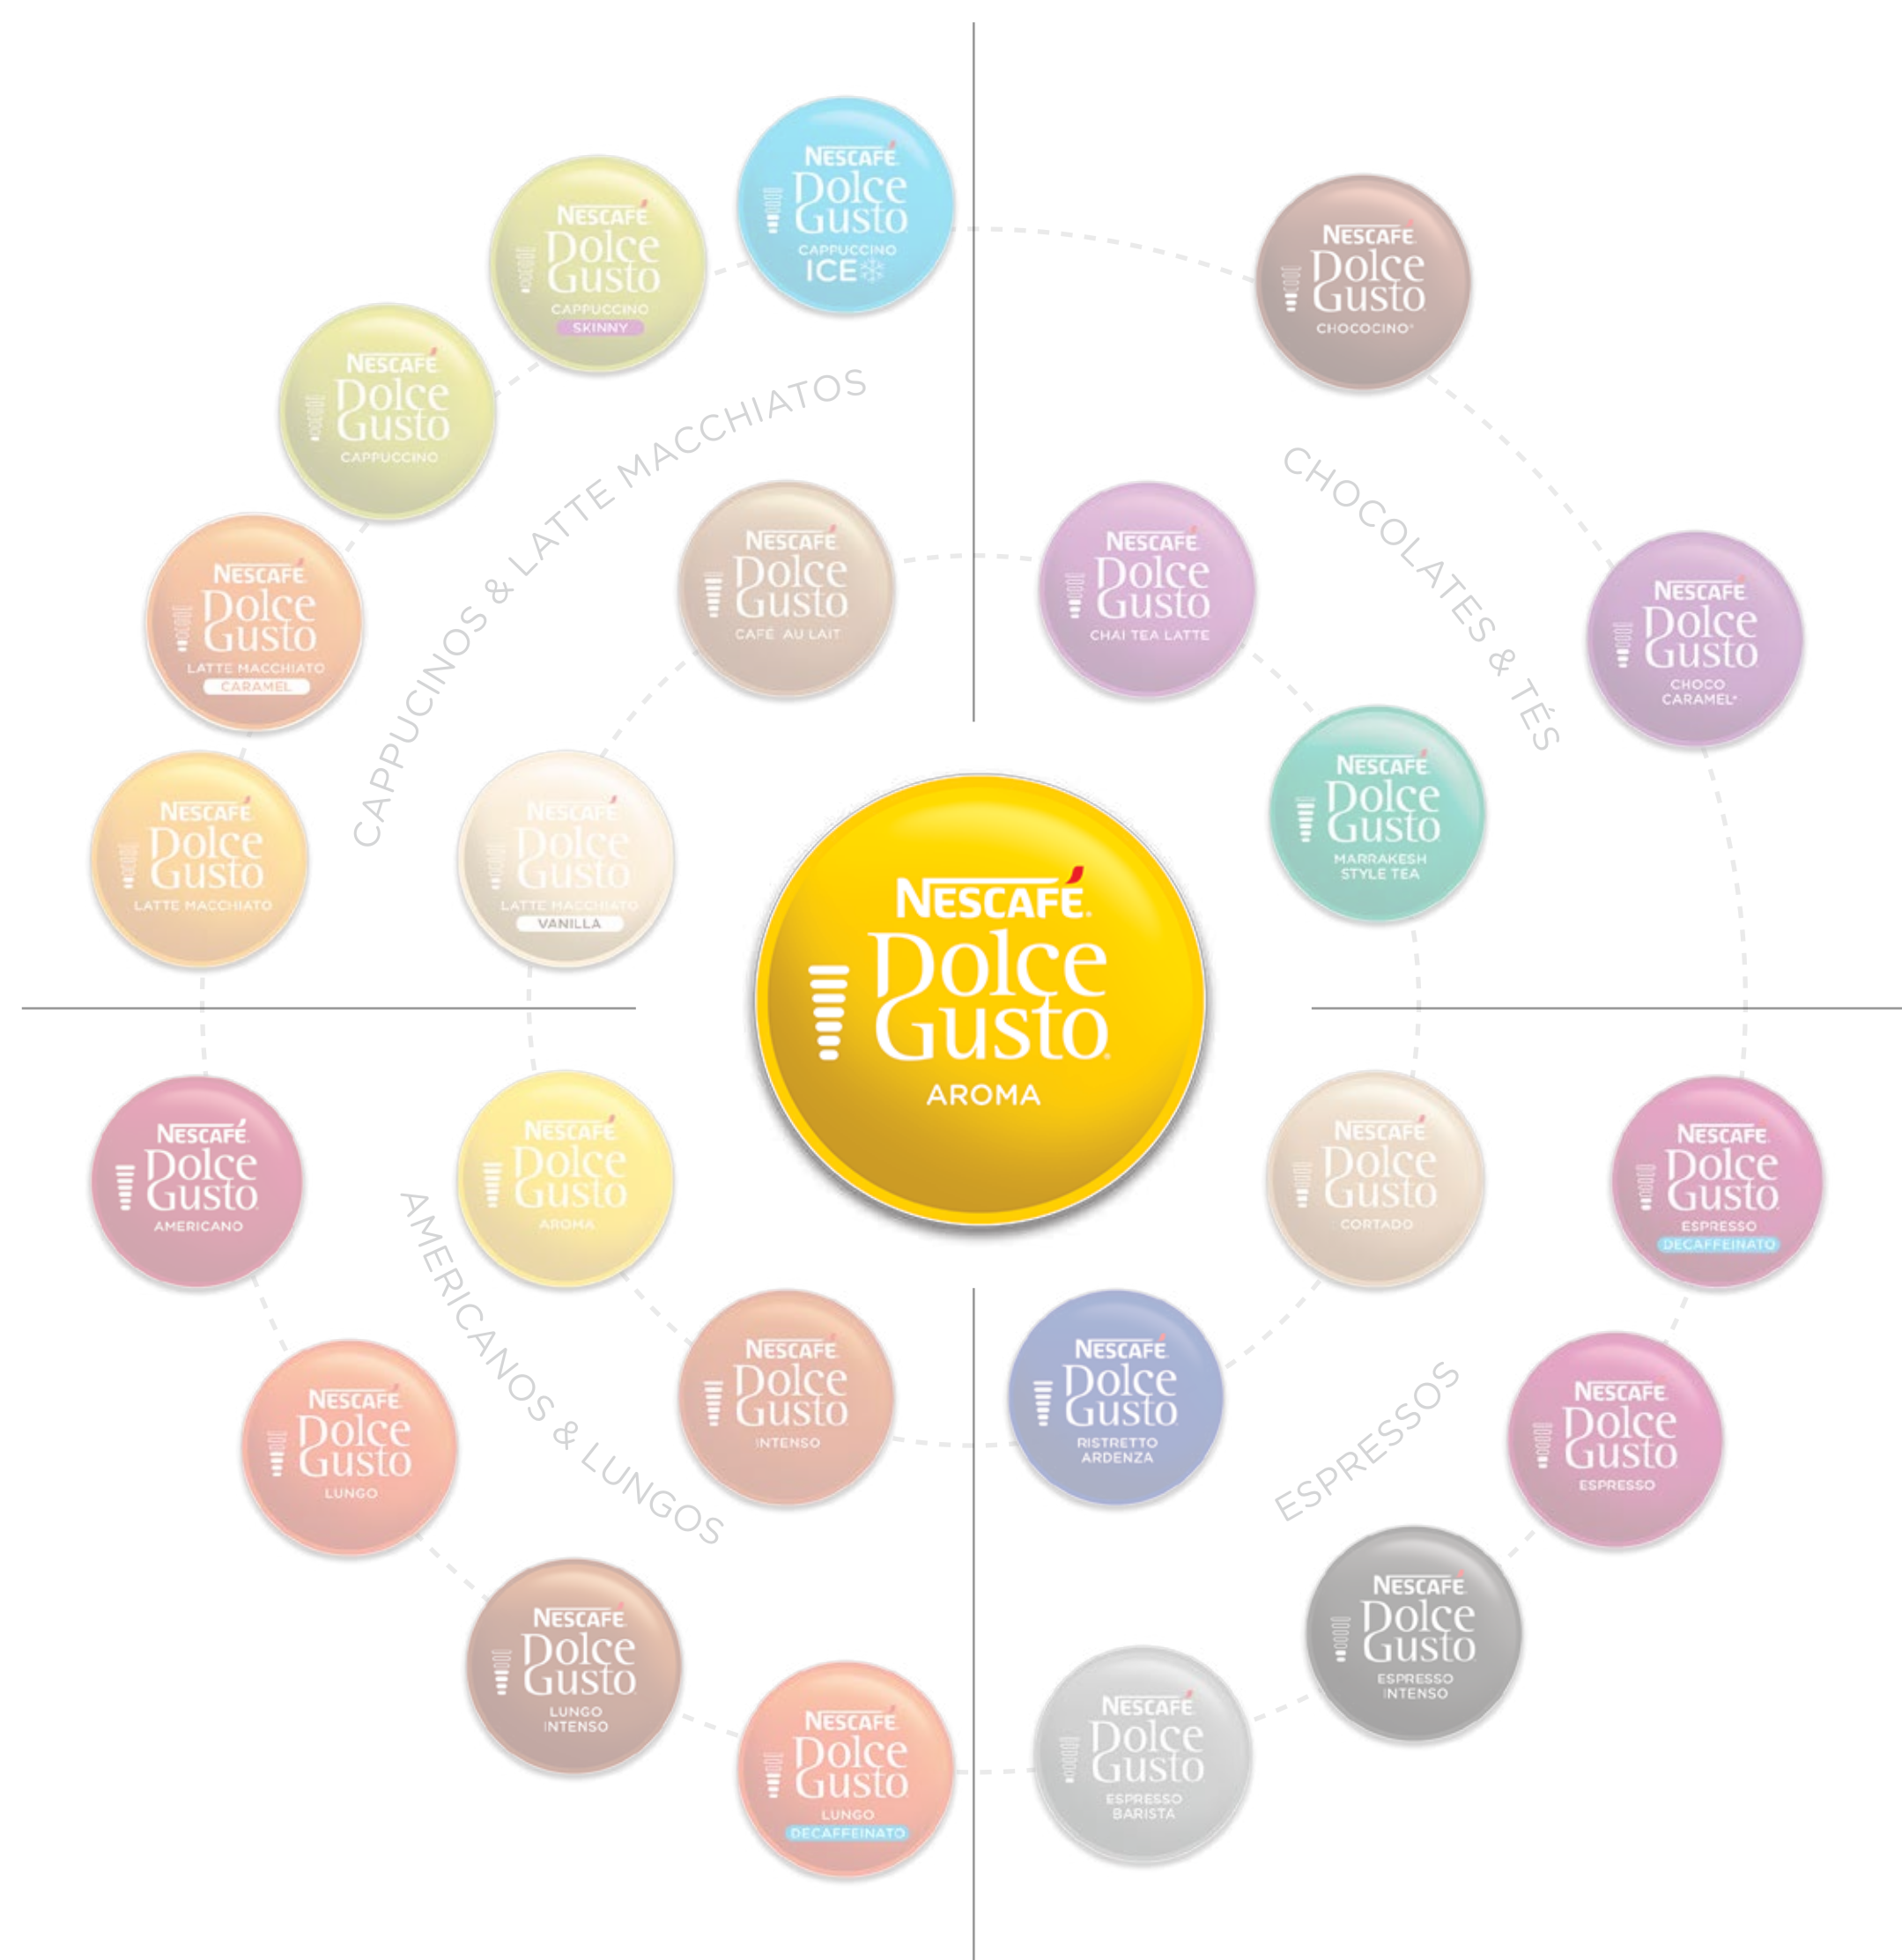 NESCAFÉ
Dolce
Gusto
CAPPUCCINO
ICE
NESCAFÉ
Dolce
Gusto
CAPPUCCINO
SKINNY
NESCAFÉ
Dolce
Gusto
CAPPUCCINO
NESCAFÉ
Dolce
Gusto
LATTE MACCHIATO
CARAMEL
NESCAFÉ
Dolce
Gusto
LATTE MACCHIATO
CAPPUCINOS & LATTE MACCHIATOS
NESCAFÉ
Dolce
Gusto
CAFÉ AU LAIT
NESCAFÉ
Dolce
Gusto
LATTE MACCHIATO
VANILLA
NESCAFÉ
Dolce
Gusto
CHOCOCINO*
NESCAFÉ
Dolce
Gusto
CHOCO
CARAMEL*
CHOCOLATES & TÉS
NESCAFÉ
Dolce
Gusto
CHAI TEA LATTE
NESCAFÉ
Dolce
Gusto
MARRAKESH
STYLE TEA
NESCAFÉ.
Dolce
Gusto
AROMA
NESCAFÉ
Dolce
Gusto
AMERICANO
NESCAFÉ
Dolce
Gusto
AROMA
AMERICANOS & LUNGOS
NESCAFÉ
Dolce
Gusto
INTENSO
NESCAFÉ
Dolce
Gusto
LUNGO
NESCAFÉ
Dolce
Gusto
LUNGO
INTENSO
NESCAFÉ
Dolce
Gusto
LUNGO
DECAFFEINATO
NESCAFÉ
Dolce
Gusto
CORTADO
NESCAFÉ
Dolce
Gusto
ESPRESSO
DECAFFEINATO
NESCAFÉ
Dolce
Gusto
RISTRETTO
ARDENZA
ESPRESSOS
NESCAFÉ
Dolce
Gusto
ESPRESSO
NESCAFÉ
Dolce
Gusto
ESPRESSO
INTENSO
NESCAFÉ
Dolce
Gusto
ESPRESSO
BARISTA